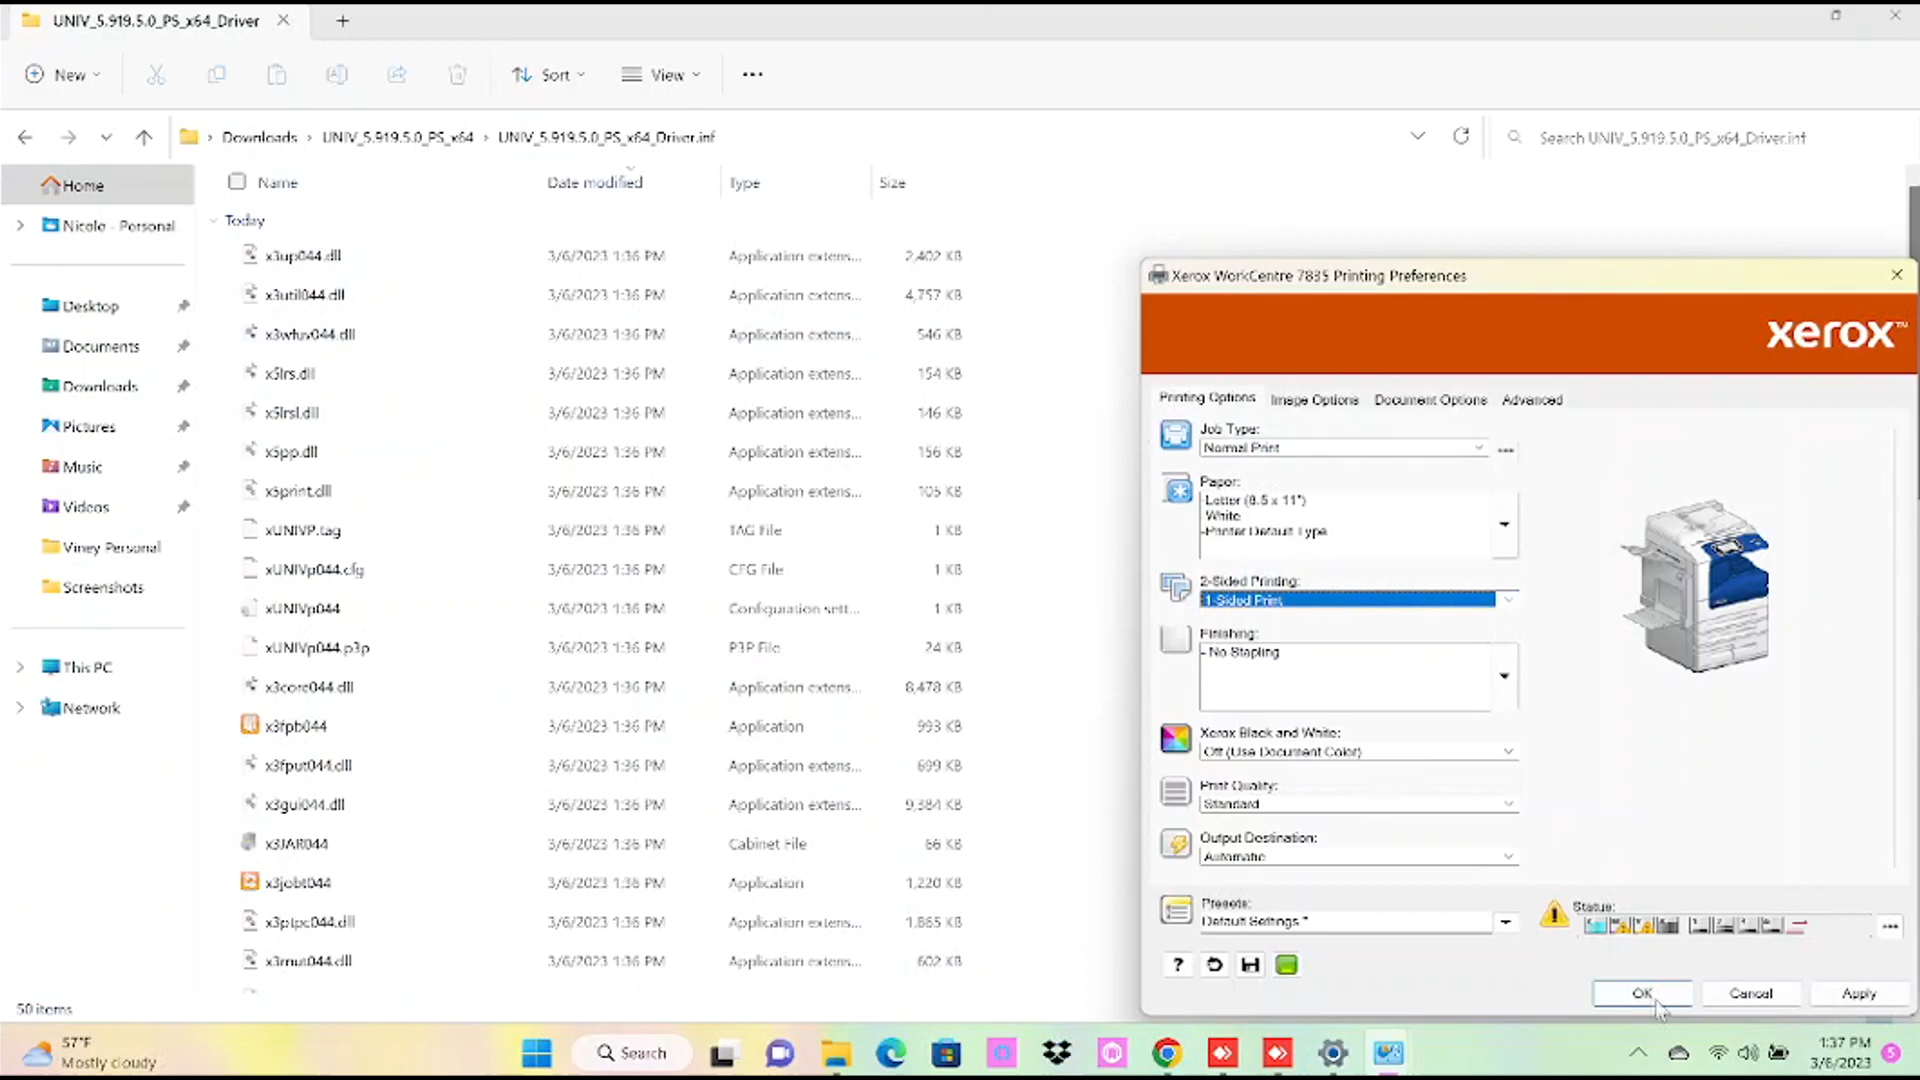 UNIV_5.919.5.0_PS_x64_Driver
New
Sort
View
Downloads > UNIV_5.919.5.0_PS_x64 > UNIV_5.919.5.0_PS_x64_Driver.inf
Search UNIV_5.919.5.0_PS_x64_Driver.inf
Home
Nicole - Personal
Desktop
Documents
Downloads
Pictures
Music
Videos
Viney Personal
Screenshots
This PC
Network
Name Date modified Type Size
Today
x3up044.dll 3/6/2023 1:36 PM Application extens... 2,402 KB
x3util044.dll 3/6/2023 1:36 PM Application extens... 4,757 KB
x3wfuv044.dll 3/6/2023 1:36 PM Application extens... 546 KB
x5lrs.dll 3/6/2023 1:36 PM Application extens... 154 KB
x5lrsl.dll 3/6/2023 1:36 PM Application extens... 146 KB
x5pp.dll 3/6/2023 1:36 PM Application extens... 156 KB
x5print.dll 3/6/2023 1:36 PM Application extens... 105 KB
xUNIVP.tag 3/6/2023 1:36 PM TAG File 1 KB
xUNIVp044.cfg 3/6/2023 1:36 PM CFG File 1 KB
xUNIVp044 3/6/2023 1:36 PM Configuration sett... 1 KB
xUNIVp044.p3p 3/6/2023 1:36 PM P3P File 24 KB
x3core044.dll 3/6/2023 1:36 PM Application extens... 8,478 KB
x3fpb044 3/6/2023 1:36 PM Application 993 KB
x3fput044.dll 3/6/2023 1:36 PM Application extens... 699 KB
x3gui044.dll 3/6/2023 1:36 PM Application extens... 9,384 KB
x3JAR044 3/6/2023 1:36 PM Cabinet File 66 KB
x3jobt044 3/6/2023 1:36 PM Application 1,220 KB
x3ptpc044.dll 3/6/2023 1:36 PM Application extens... 1,865 KB
x3rnut044.dll 3/6/2023 1:36 PM Application extens... 602 KB
50 items
Xerox WorkCentre 7835 Printing Preferences
xerox™
Printing Options Image Options Document Options Advanced
Job Type:
Normal Print
Paper:
-Letter (8.5 x 11")
-White
-Printer Default Type
2-Sided Printing:
1-Sided Print
Finishing:
- No Stapling
Xerox Black and White:
Off (Use Document Color)
Print Quality:
Standard
Output Destination:
Automatic
Presets:
Default Settings *
Status:
?
OK Cancel Apply
57°F
Mostly cloudy
Search
1:37 PM
3/6/2023
5